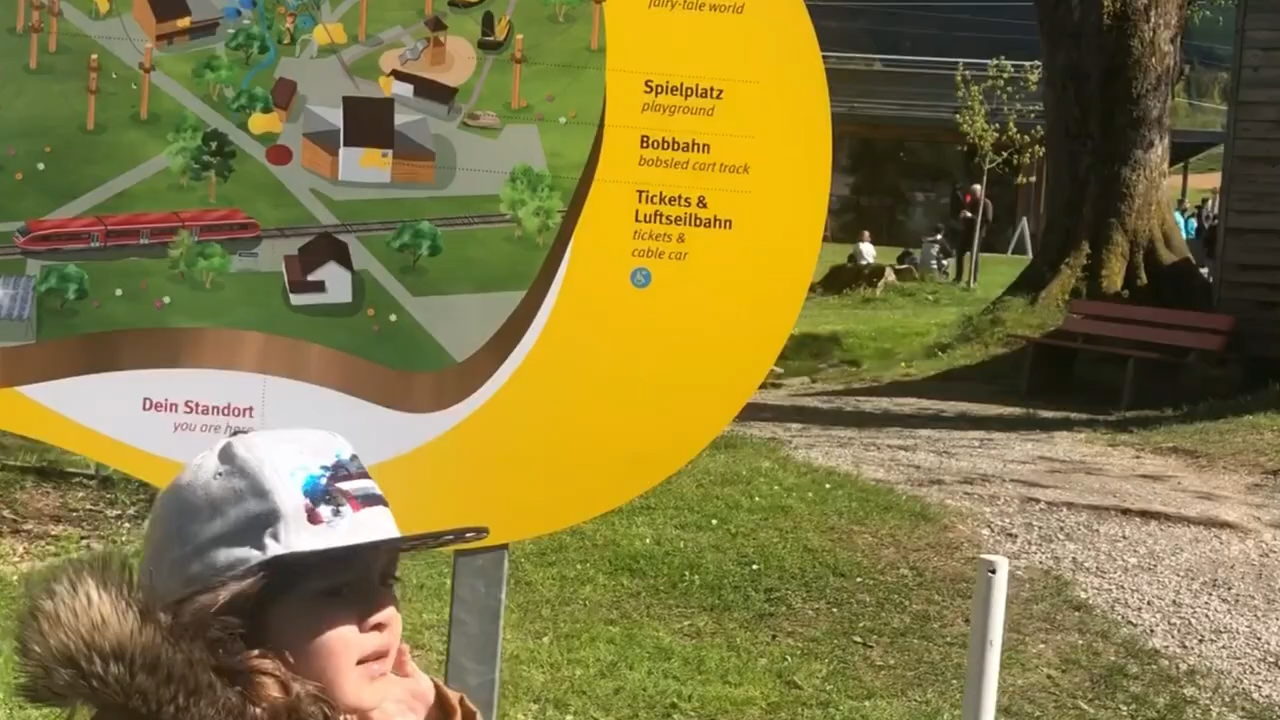 fairy-tale world
Spielplatz
playground
Bobbahn
bobsled cart track
Tickets &
Luftseilbahn
tickets &
cable car
Dein Standort
you are here